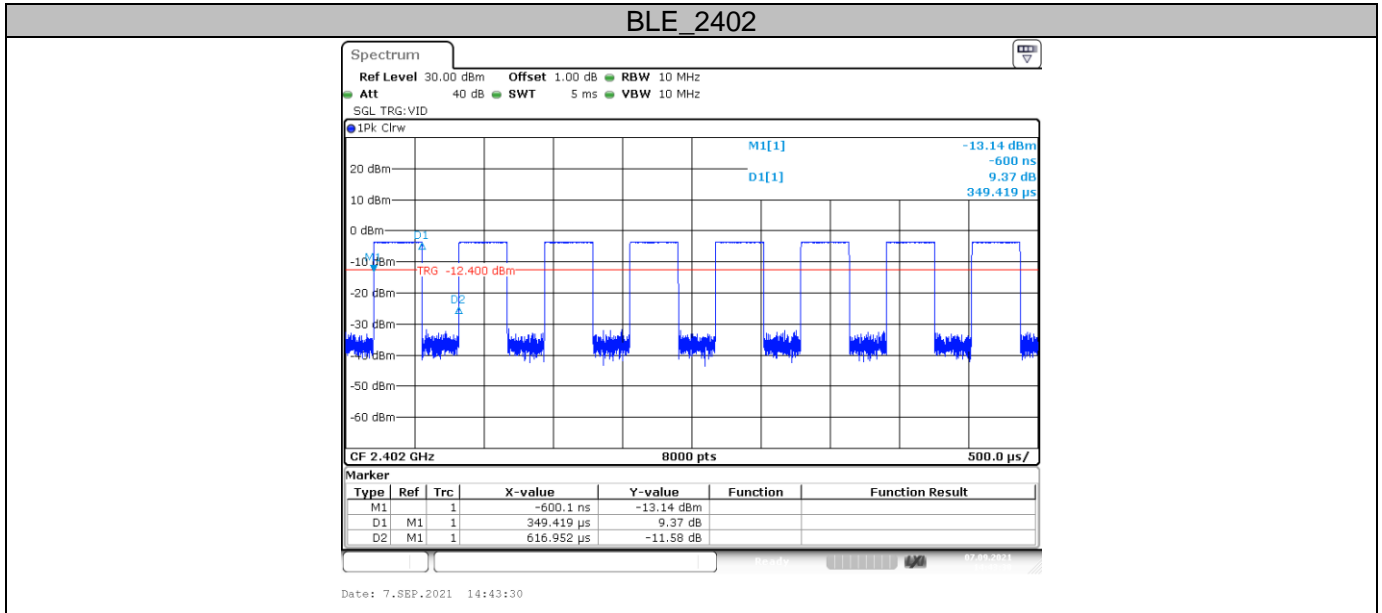 BLE_2402
Spectrum
Ref Level 30.00 dBm Offset 1.00 dB RBW 10 MHz
Att 40 dB SWT 5 ms VBW 10 MHz
SGL TRG:VID
1Pk Clrw
M1[1] -13.14 dBm
-600 ns
20 dBm
D1[1] 9.37 dB
349.419 µs
10 dBm
0 dBm
D1
M1
-10 dBm
TRG -12.400 dBm
-20 dBm
D2
-30 dBm
-40 dBm
-50 dBm
-60 dBm
CF 2.402 GHz 8000 pts 500.0 µs/
Marker
Type Ref Trc X-value Y-value Function Function Result
M1 1 -600.1 ns -13.14 dBm
D1 M1 1 349.419 µs 9.37 dB
D2 M1 1 616.952 µs -11.58 dB
Ready 07.09.2021
Date: 7.SEP.2021 14:43:30